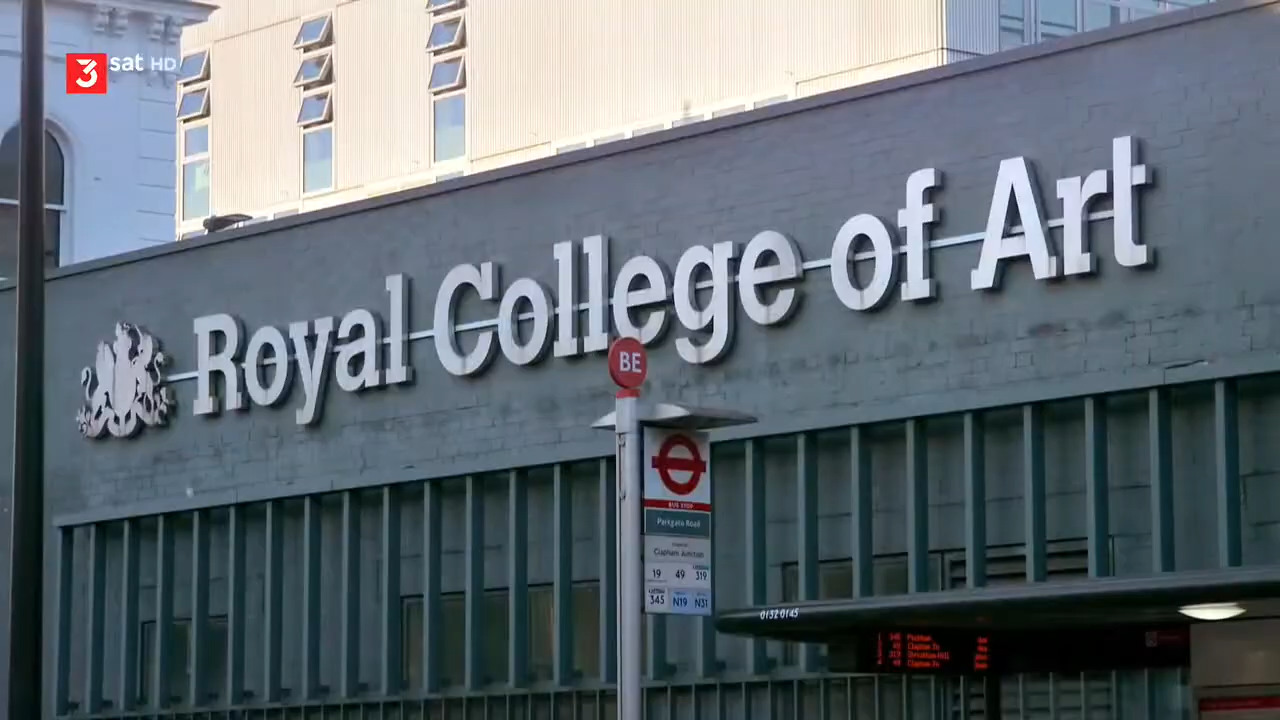 3sat HD
Royal College of Art
BE
BUS STOP
Parkgate Road
Clapham Junction
19 49 319
345 N19 N31
0132 0145